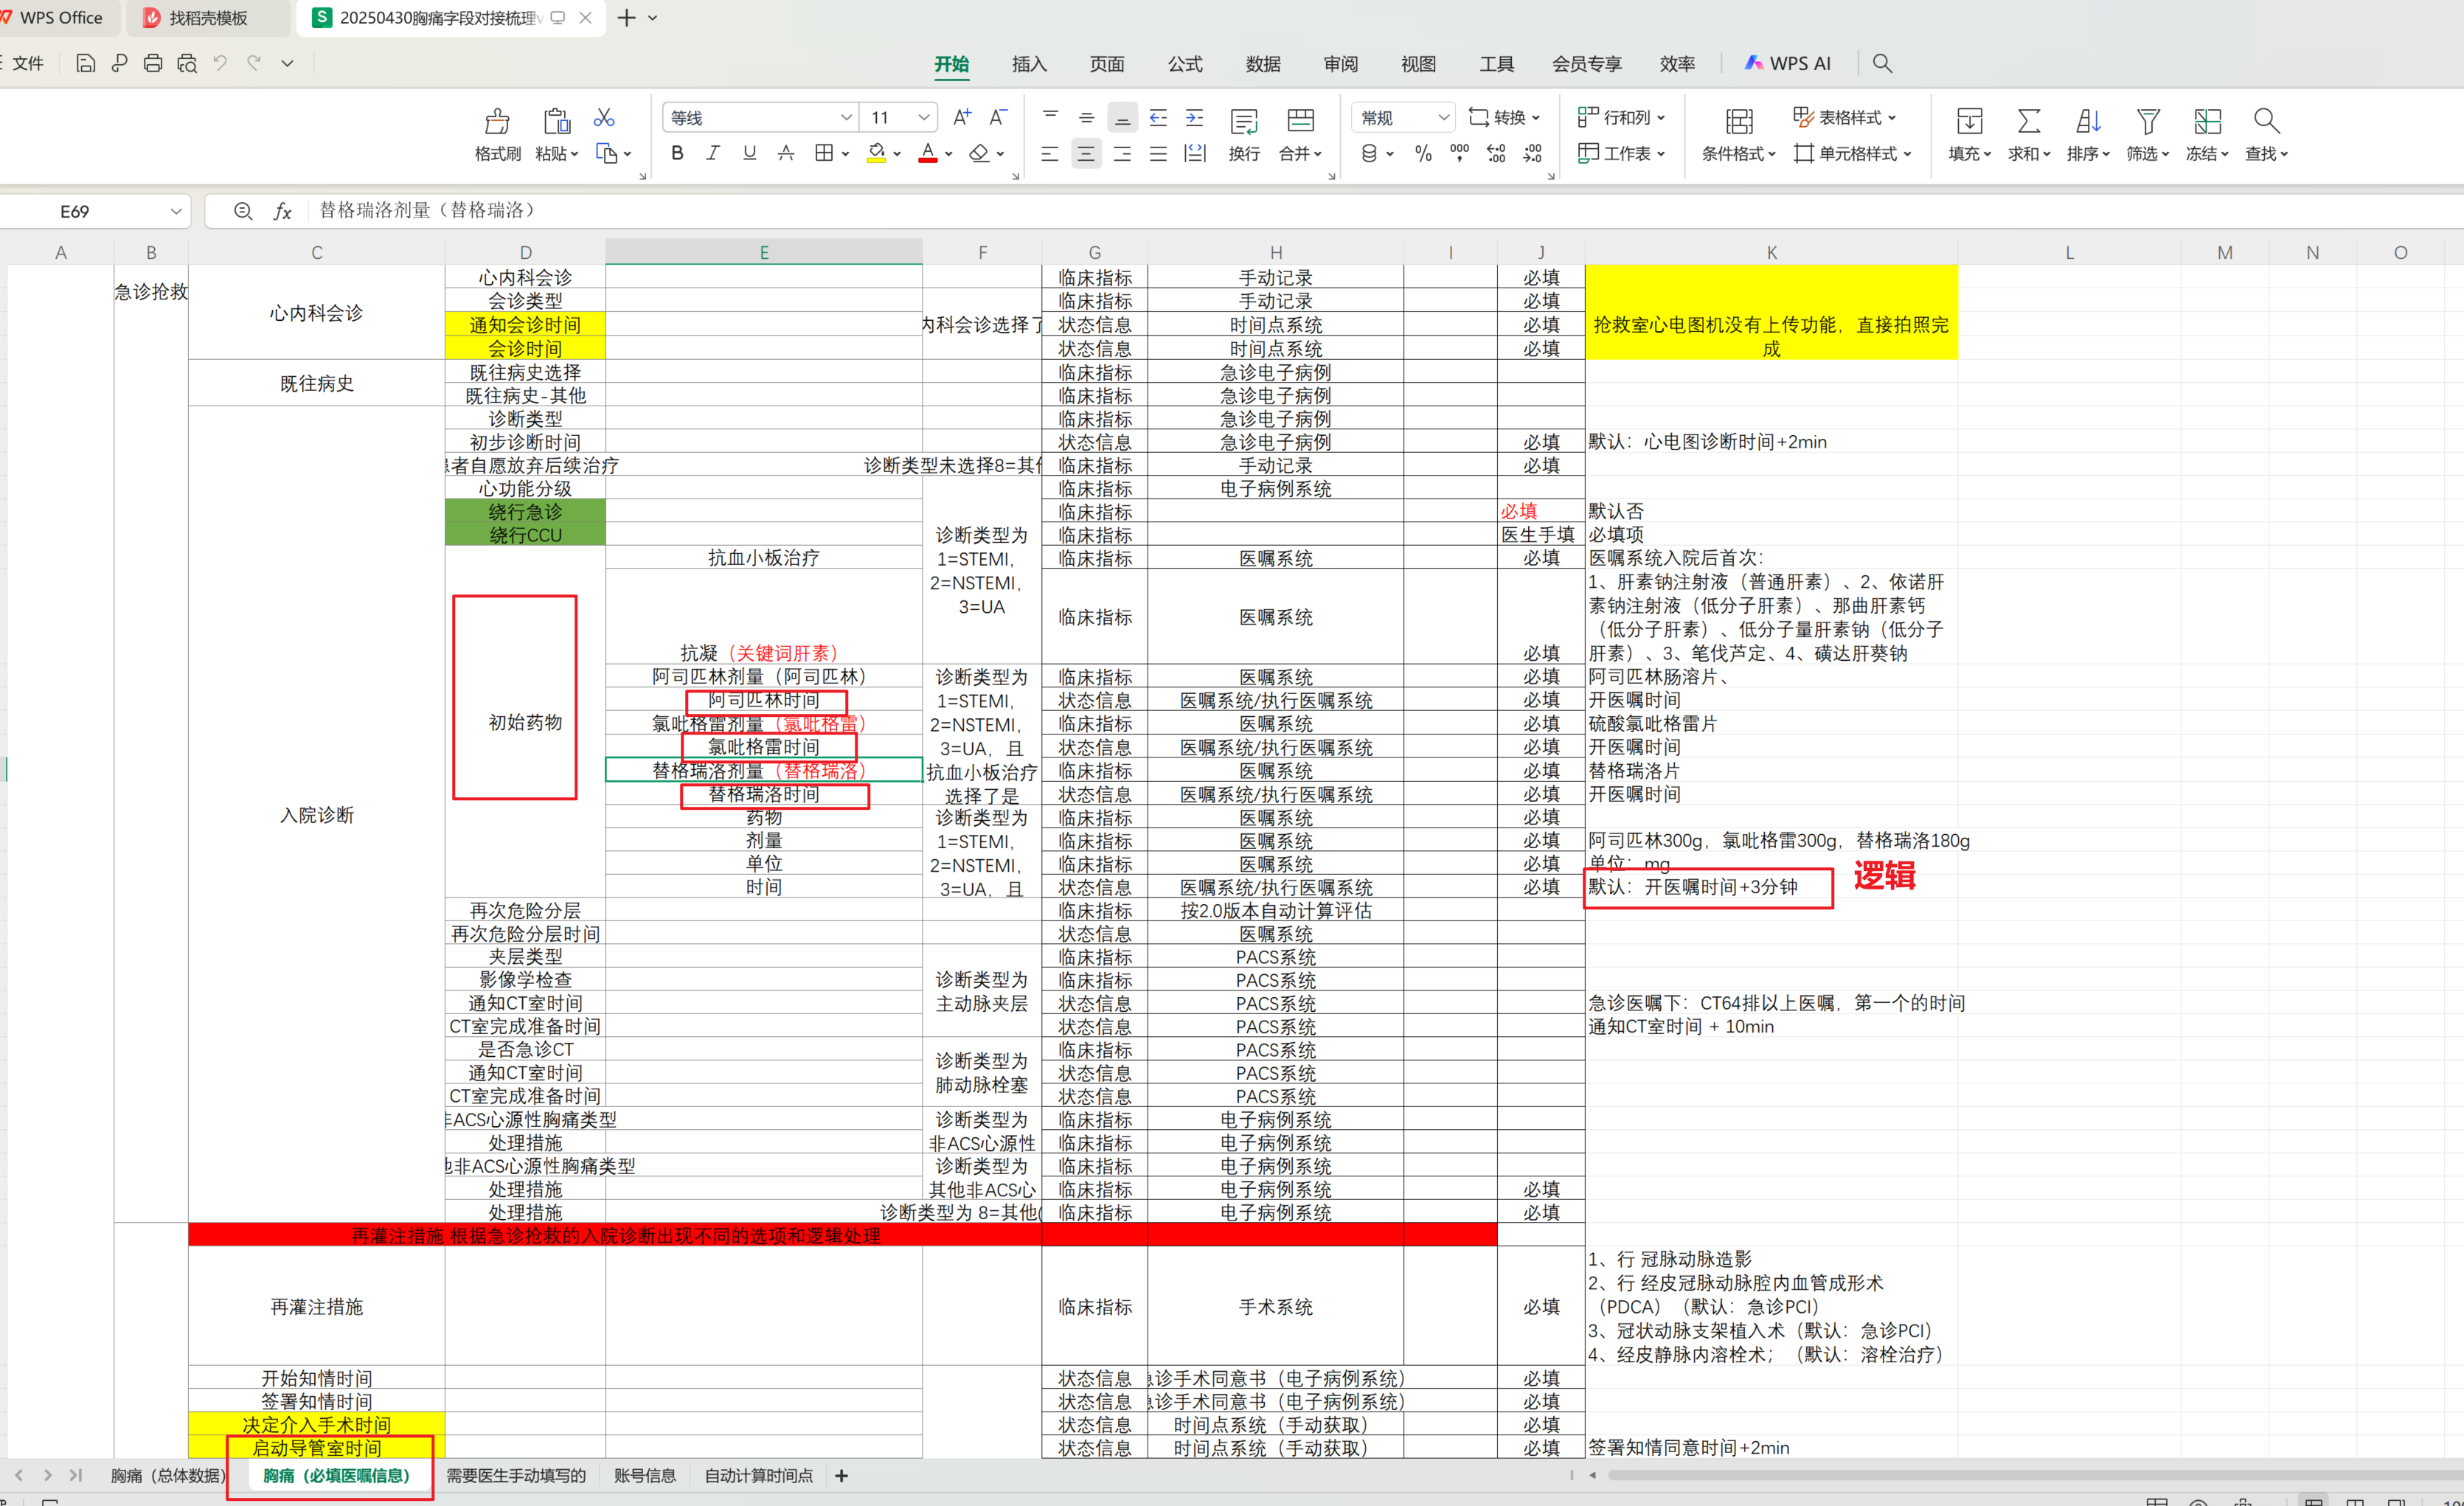 WPS Office 找稻壳模板 20250430胸痛字段对接梳理
文件 开始 插入 页面 公式 数据 审阅 视图 工具 会员专享 效率 WPS AI
等线 11 常规 转换 行和列 表格样式
格式刷 粘贴 换行 合并 工作表 条件格式 单元格样式 填充 求和 排序 筛选 冻结 查找
E69 fx 替格瑞洛剂量（替格瑞洛）
A B C D E F G H I J K L M N O
急诊抢救
心内科会诊
心内科会诊 临床指标 手动记录 必填
会诊类型 临床指标 手动记录 必填
通知会诊时间 内科会诊选择了 状态信息 时间点系统 必填
会诊时间 状态信息 时间点系统 必填
抢救室心电图机没有上传功能，直接拍照完
成
既往病史
既往病史选择 临床指标 急诊电子病例
既往病史-其他 临床指标 急诊电子病例
入院诊断
诊断类型 临床指标 急诊电子病例
初步诊断时间 状态信息 急诊电子病例 必填 默认：心电图诊断时间+2min
者自愿放弃后续治疗 诊断类型未选择8=其 临床指标 手动记录 必填
心功能分级 临床指标 电子病例系统
绕行急诊 临床指标 必填 默认否
绕行CCU 临床指标 医生手填 必填项
诊断类型为
1=STEMI，
2=NSTEMI，
3=UA
初始药物
抗血小板治疗 临床指标 医嘱系统 必填 医嘱系统入院后首次：
抗凝（关键词肝素） 临床指标 医嘱系统 必填
1、肝素钠注射液（普通肝素）、2、依诺肝
素钠注射液（低分子肝素）、那曲肝素钙
（低分子肝素）、低分子量肝素钠（低分子
肝素）、3、笔伐芦定、4、磺达肝葵钠
阿司匹林剂量（阿司匹林） 临床指标 医嘱系统 必填 阿司匹林肠溶片、
阿司匹林时间 状态信息 医嘱系统/执行医嘱系统 必填 开医嘱时间
氯吡格雷剂量（氯吡格雷） 临床指标 医嘱系统 必填 硫酸氯吡格雷片
氯吡格雷时间 状态信息 医嘱系统/执行医嘱系统 必填 开医嘱时间
替格瑞洛剂量（替格瑞洛） 临床指标 医嘱系统 必填 替格瑞洛片
替格瑞洛时间 状态信息 医嘱系统/执行医嘱系统 必填 开医嘱时间
诊断类型为
1=STEMI，
2=NSTEMI，
3=UA，且
抗血小板治疗
选择了是
药物 临床指标 医嘱系统 必填
剂量 临床指标 医嘱系统 必填 阿司匹林300g，氯吡格雷300g，替格瑞洛180g
单位 临床指标 医嘱系统 必填 单位：mg
时间 状态信息 医嘱系统/执行医嘱系统 必填 默认：开医嘱时间+3分钟
逻辑
诊断类型为
1=STEMI，
2=NSTEMI，
3=UA，且
再次危险分层 临床指标 按2.0版本自动计算评估
再次危险分层时间 状态信息 医嘱系统
夹层类型 临床指标 PACS系统
影像学检查 临床指标 PACS系统
通知CT室时间 状态信息 PACS系统 急诊医嘱下：CT64排以上医嘱，第一个的时间
CT室完成准备时间 状态信息 PACS系统 通知CT室时间 + 10min
诊断类型为
主动脉夹层
是否急诊CT 临床指标 PACS系统
通知CT室时间 状态信息 PACS系统
CT室完成准备时间 状态信息 PACS系统
诊断类型为
肺动脉栓塞
非ACS心源性胸痛类型 诊断类型为 临床指标 电子病例系统
处理措施 非ACS心源性 临床指标 电子病例系统
他非ACS心源性胸痛类型 诊断类型为 临床指标 电子病例系统
处理措施 其他非ACS心 临床指标 电子病例系统 必填
处理措施 诊断类型为 8=其他( 临床指标 电子病例系统 必填
再灌注措施 根据急诊抢救的入院诊断出现不同的选项和逻辑处理
再灌注措施 临床指标 手术系统 必填
1、行 冠脉动脉造影
2、行 经皮冠脉动脉腔内血管成形术
（PDCA）（默认：急诊PCI）
3、冠状动脉支架植入术（默认：急诊PCI）
4、经皮静脉内溶栓术；（默认：溶栓治疗）
开始知情时间 状态信息 急诊手术同意书（电子病例系统） 必填
签署知情时间 状态信息 急诊手术同意书（电子病例系统） 必填
决定介入手术时间 状态信息 时间点系统（手动获取） 必填
启动导管室时间 状态信息 时间点系统（手动获取） 必填 签署知情同意时间+2min
胸痛（总体数据） 胸痛（必填医嘱信息） 需要医生手动填写的 账号信息 自动计算时间点